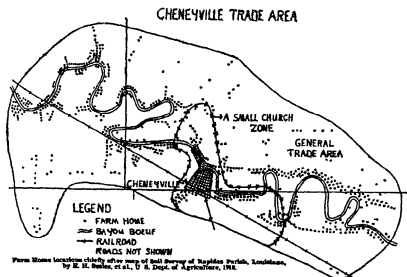 CHENEYVILLE TRADE AREA
A SMALL CHURCH
ZONE
GENERAL
TRADE AREA
CHENEYVILLE
LEGEND
FARM HOME
BAYOU BOEUF
RAILROAD
ROADS NOT SHOWN
Farm Home locations chiefly after map of Soil Survey of Rapides Parish, Louisiana,
by et al., U S. Dept. of Agriculture, 1916.